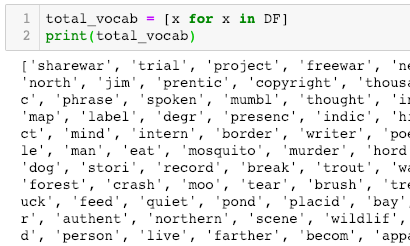 1 total_vocab = [x for x in DF]
2 print(total_vocab)
['sharewar', 'trial', 'project', 'freewar', 'ne
'north', 'jim', 'prentic', 'copyright', 'thousa
c', 'phrase', 'spoken', 'mumbl', 'thought', 'in
'map', 'label', 'degr', 'presenc', 'indic', 'hi
ct', 'mind', 'intern', 'border', 'writer', 'poe
le', 'man', 'eat', 'mosquito', 'murder', 'hord
'dog', 'stori', 'record', 'break', 'trout', 'wa
'forest', 'crash', 'moo', 'tear', 'brush', 'tre
uck', 'feed', 'quiet', 'pond', 'placid', 'bay',
r', 'authent', 'northern', 'scene', 'wildlif',
d', 'person', 'live', 'farther', 'becom', 'appa